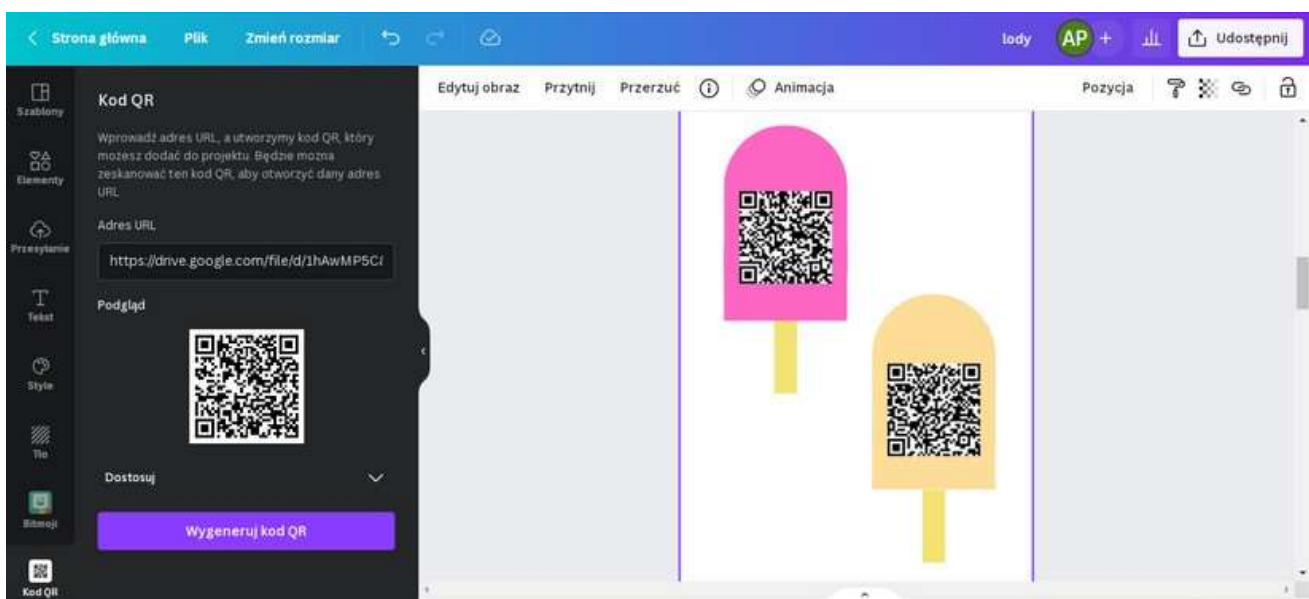 Strona główna Plik Zmień rozmiar lody AP + Udostępnij
Szablony
Elementy
Przesyłanie
Tekst
Style
Tło
Bitmoji
Kod QR
Kod QR
Wprowadź adres URL, a utworzymy kod QR, który
możesz dodać do projektu. Będzie można
zeskanować ten kod QR, aby otworzyć dany adres
URL
Adres URL
https://drive.google.com/file/d/1hAwMP5C
Podgląd
Dostosuj
Wygeneruj kod QR
Edytuj obraz Przytnij Przerzuć Animacja Pozycja